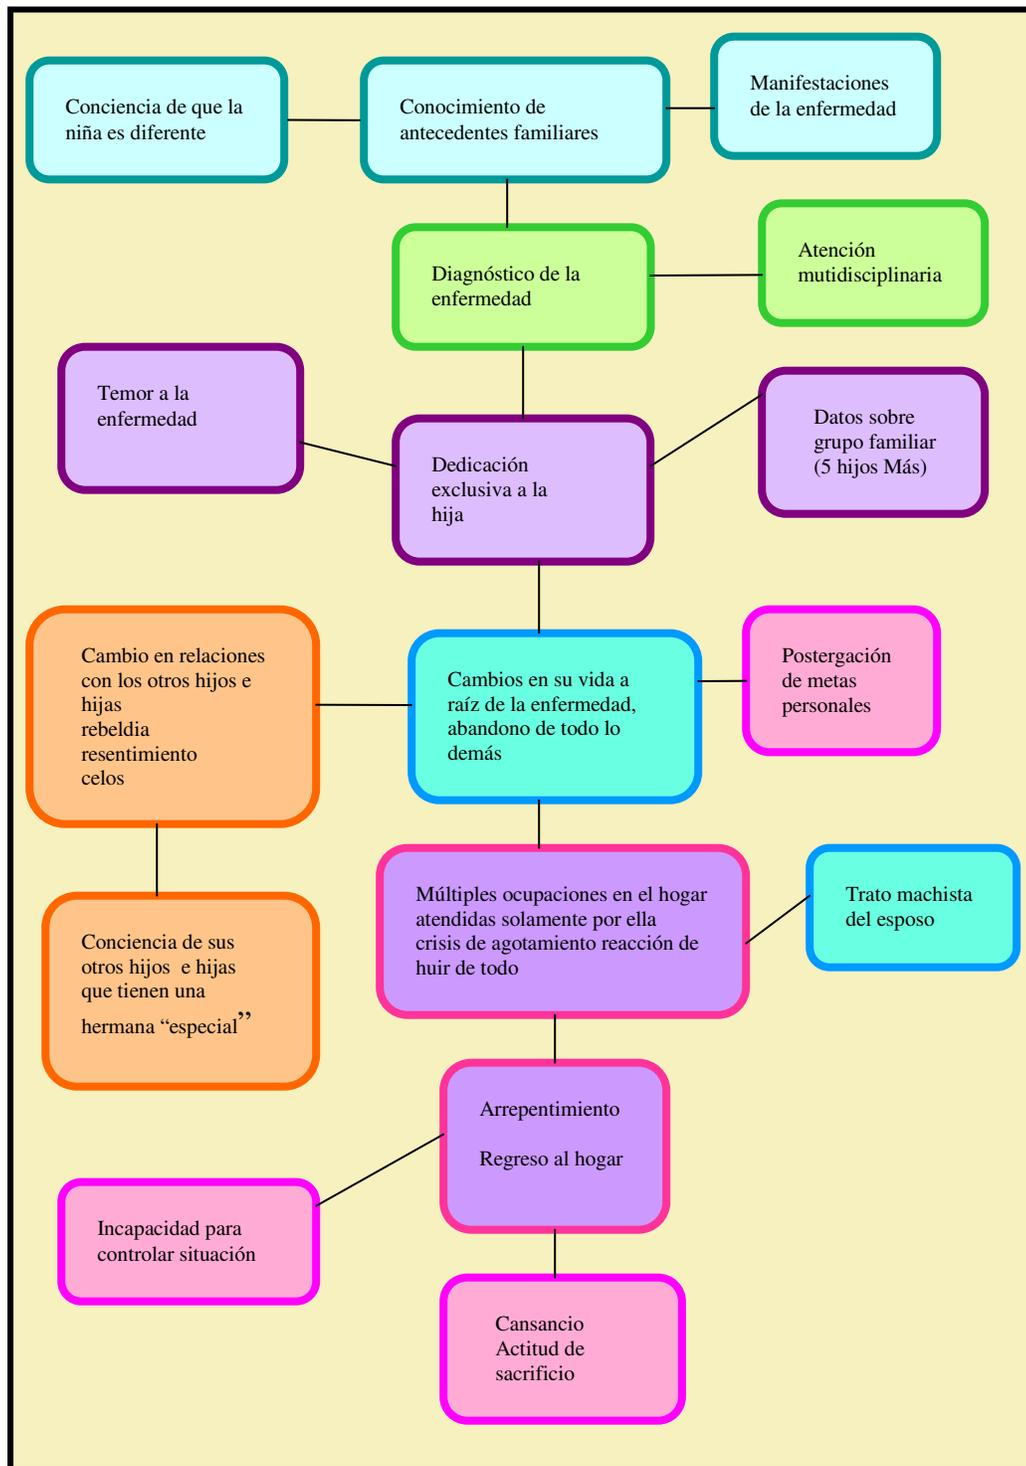 Conciencia de que la
niña es diferente
Conocimiento de
antecedentes familiares
Manifestaciones
de la enfermedad
Diagnóstico de la
enfermedad
Atención
mutidisciplinaria
Temor a la
enfermedad
Dedicación
exclusiva a la
hija
Datos sobre
grupo familiar
(5 hijos Más)
Cambio en relaciones
con los otros hijos e
hijas
rebeldia
resentimiento
celos
Cambios en su vida a
raíz de la enfermedad,
abandono de todo lo
demás
Postergación
de metas
personales
Múltiples ocupaciones en el hogar
atendidas solamente por ella
crisis de agotamiento reacción de
huir de todo
Trato machista
del esposo
Conciencia de sus
otros hijos  e hijas
que tienen una
hermana “especial”
Arrepentimiento
Regreso al hogar
Incapacidad para
controlar situación
Cansancio
Actitud de
sacrificio